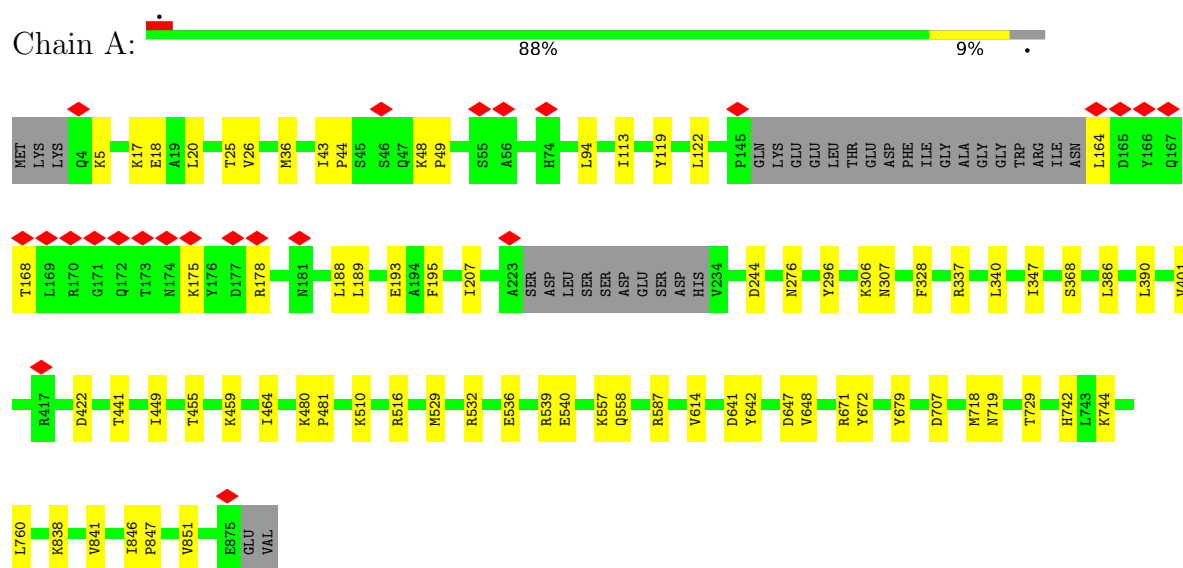 Chain A:
•
88%
9%
•
MET LYS LYS Q4 K5 K17 E18 A19 L20 T25 V26 M36 I43 P44 S45 S46 Q47 K48 P49 S55 A56 H74 L94 I113 Y119 L122 P145 GLN LYS GLU GLU LEU THR GLU ASP PHE ILE GLY ALA GLY GLY TRP ARG ILE ASN L164 D165 Y166 Q167
T168 L169 R170 G171 Q172 T173 N174 K175 Y176 D177 R178 N181 L188 L189 E193 A194 F195 I207 A223 SER ASP LEU SER SER ASP GLU SER ASP HIS V234 D244 N276 Y296 K306 N307 F328 R337 L340 I347 S368 L386 L390 V401
R417 D422 T441 I449 T455 K459 I464 K480 P481 K510 R516 M529 R532 E536 R539 E540 K557 Q558 R587 V614 D641 Y642 D647 V648 R671 Y672 Y679 D707 M718 N719 T729 H742 L743 K744
L760 K838 V841 I846 P847 V851 E875 GLU VAL